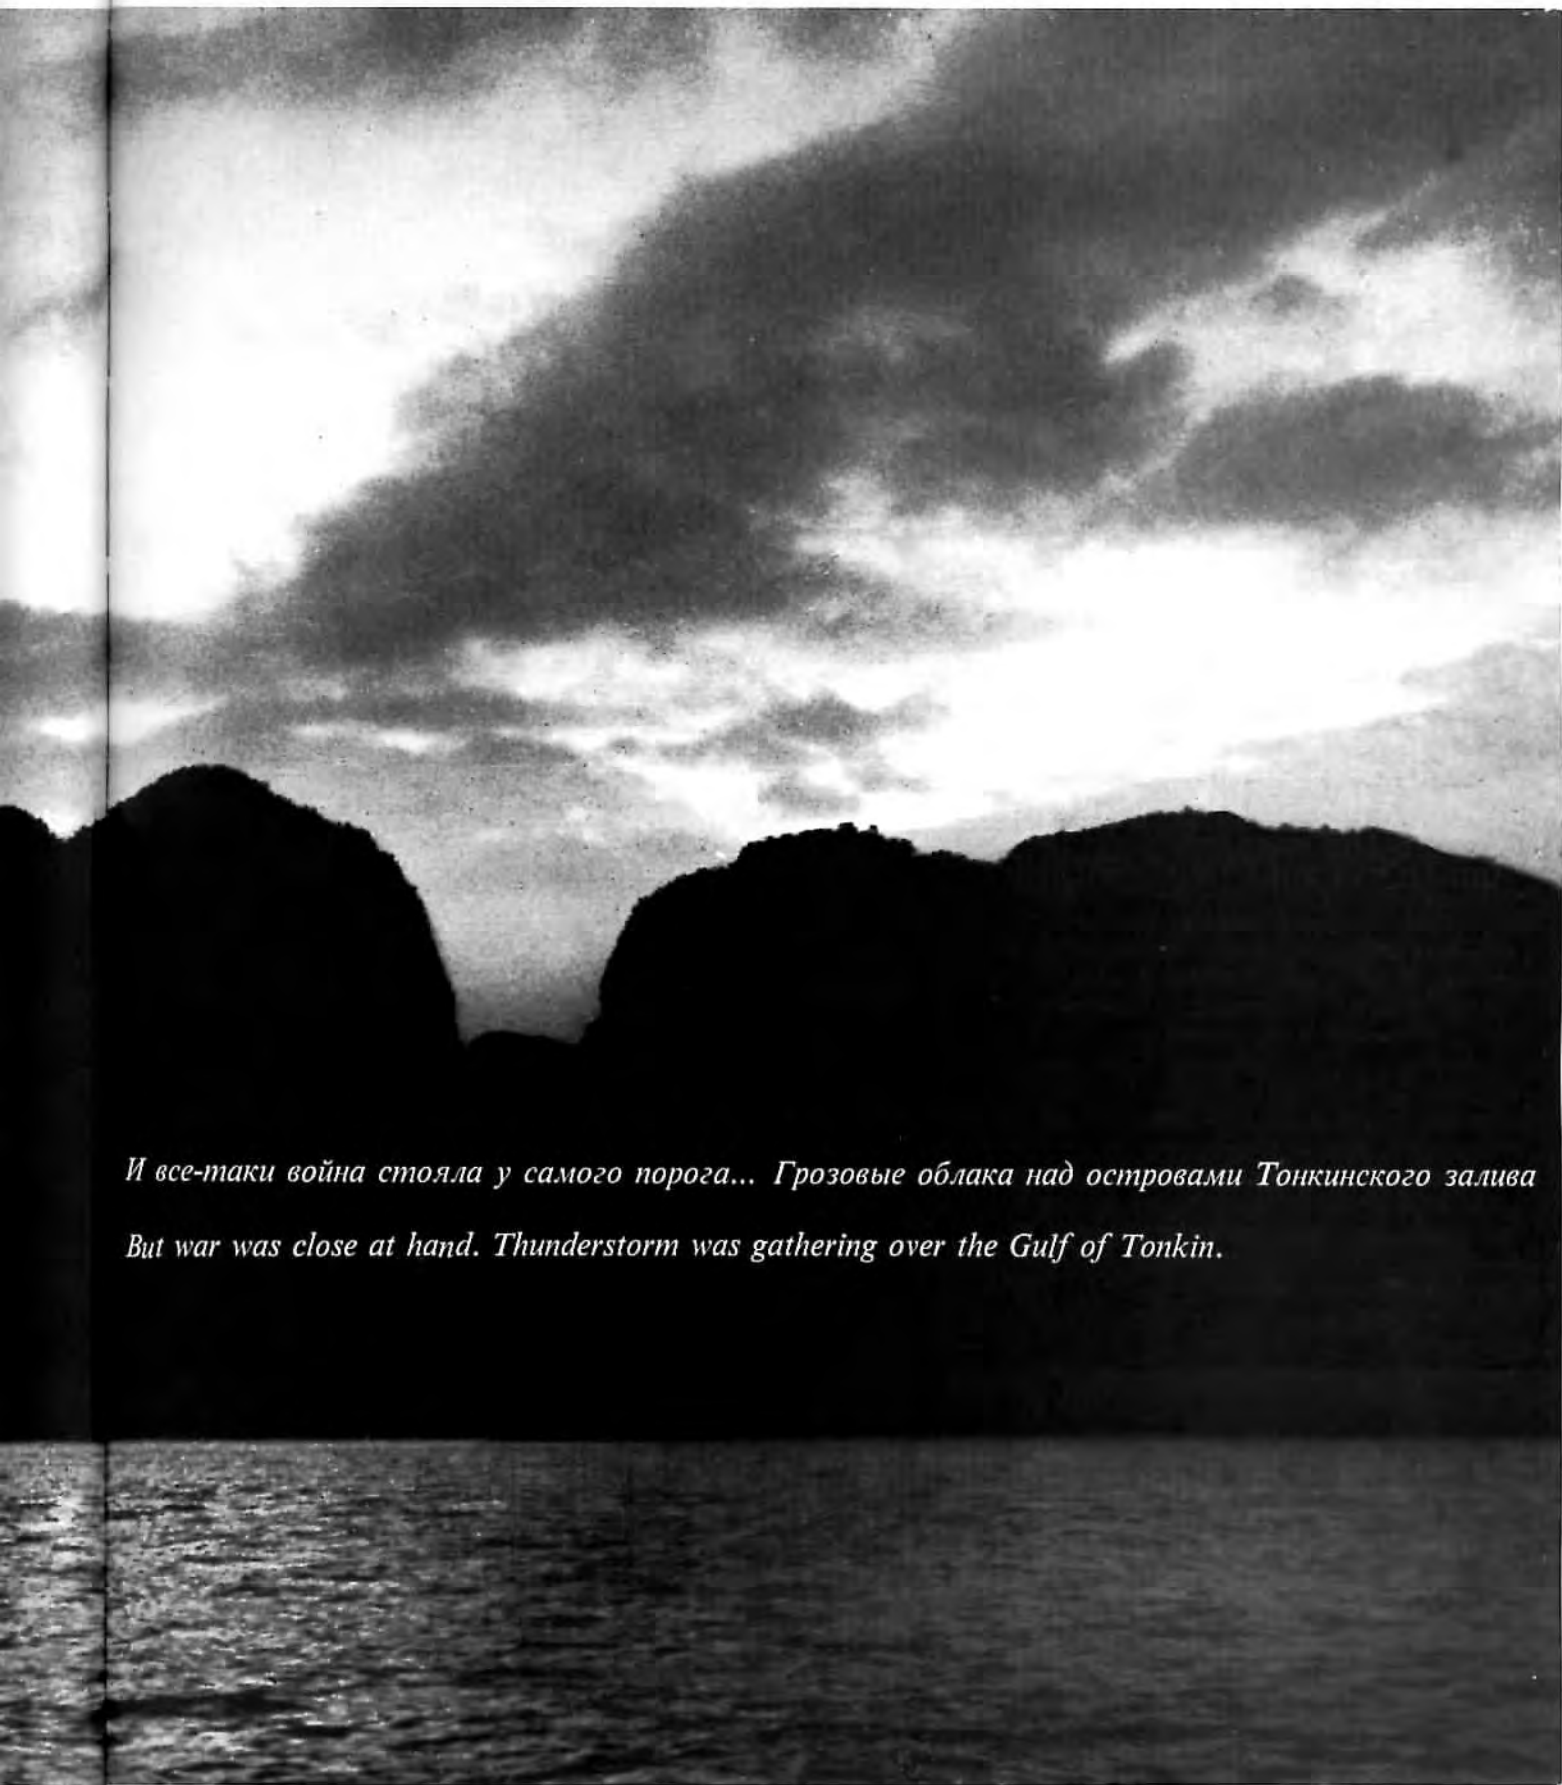 И все-таки война стояла у самого порога... Грозовые облака над островами Тонкинского залива
But war was close at hand. Thunderstorm was gathering over the Gulf of Tonkin.